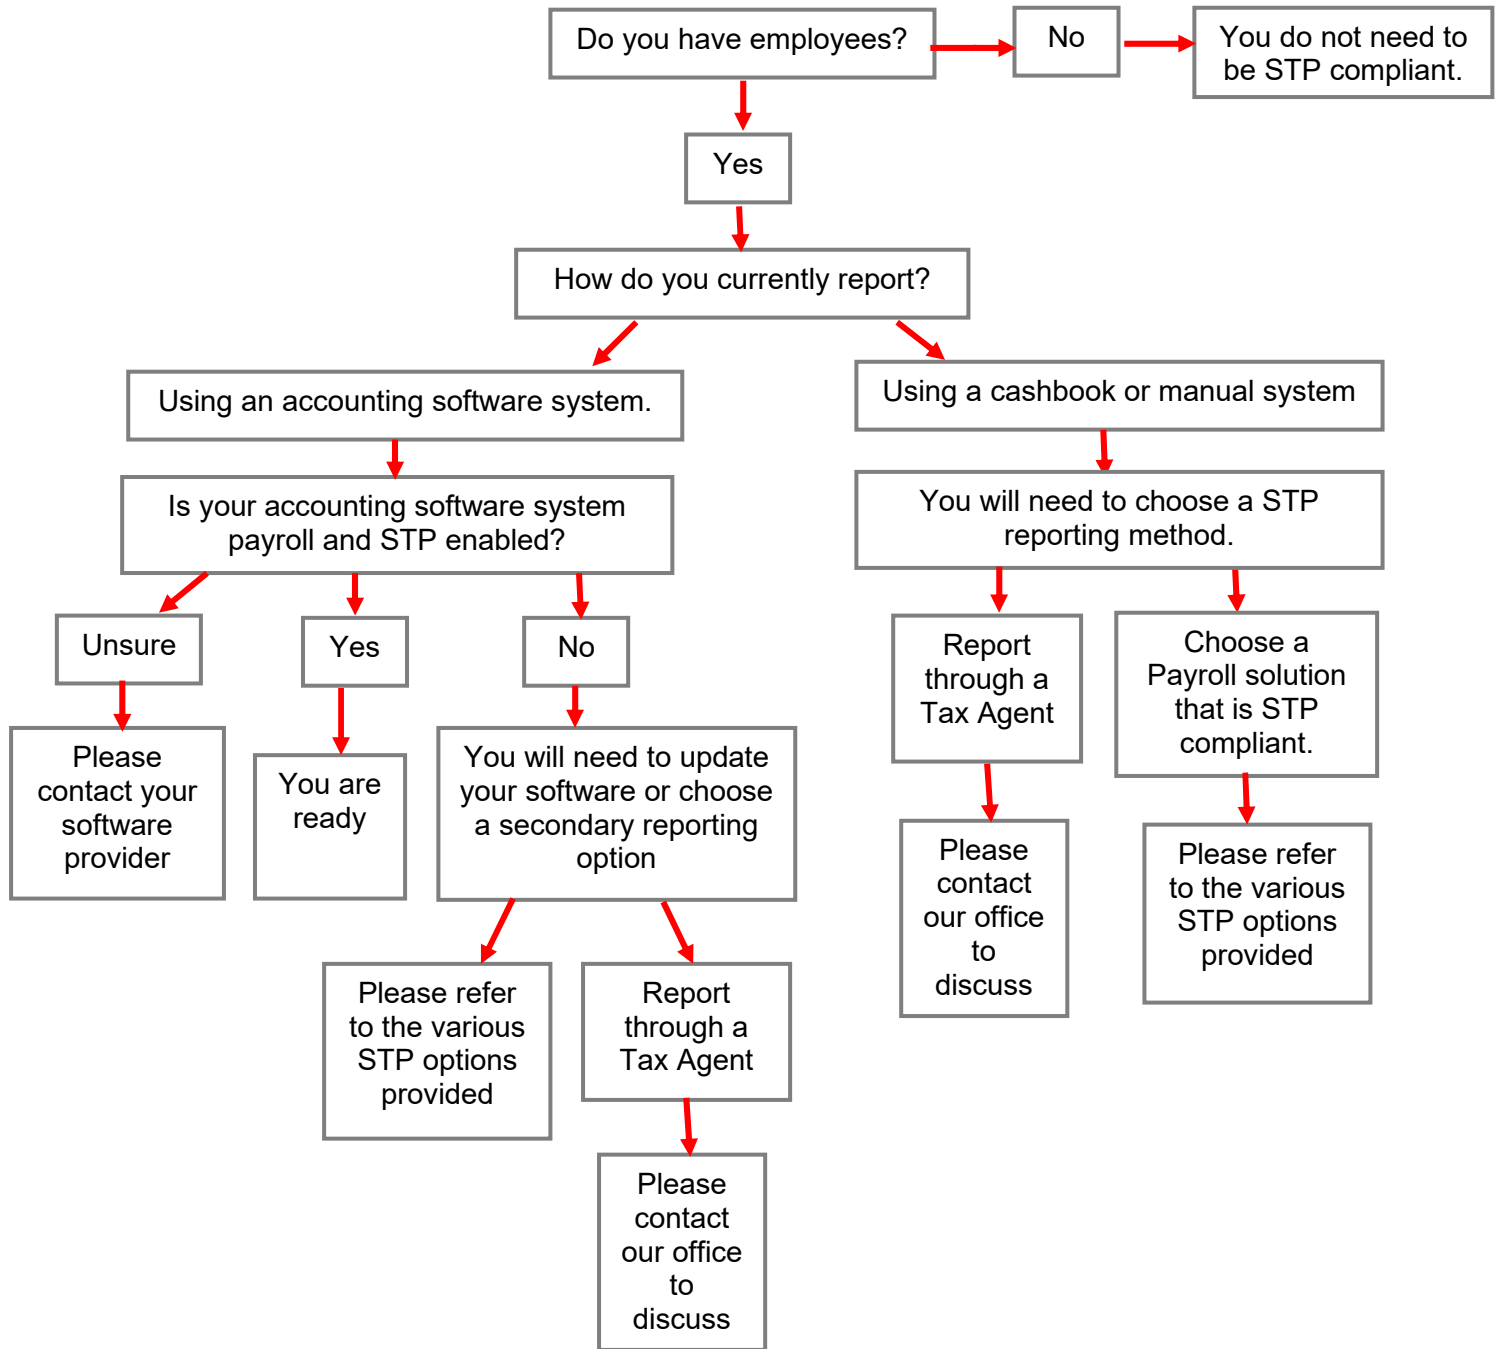 Do you have employees?
No
You do not need to
be STP compliant.
Yes
How do you currently report?
Using an accounting software system.
Using a cashbook or manual system
Is your accounting software system
payroll and STP enabled?
You will need to choose a STP
reporting method.
Unsure
Yes
No
Report
through a
Tax Agent
Choose a
Payroll solution
that is STP
compliant.
Please
contact your
software
provider
You are
ready
You will need to update
your software or choose
a secondary reporting
option
Please
contact
our office
to
discuss
Please refer
to the various
STP options
provided
Please refer
to the various
STP options
provided
Report
through a
Tax Agent
Please
contact
our office
to
discuss